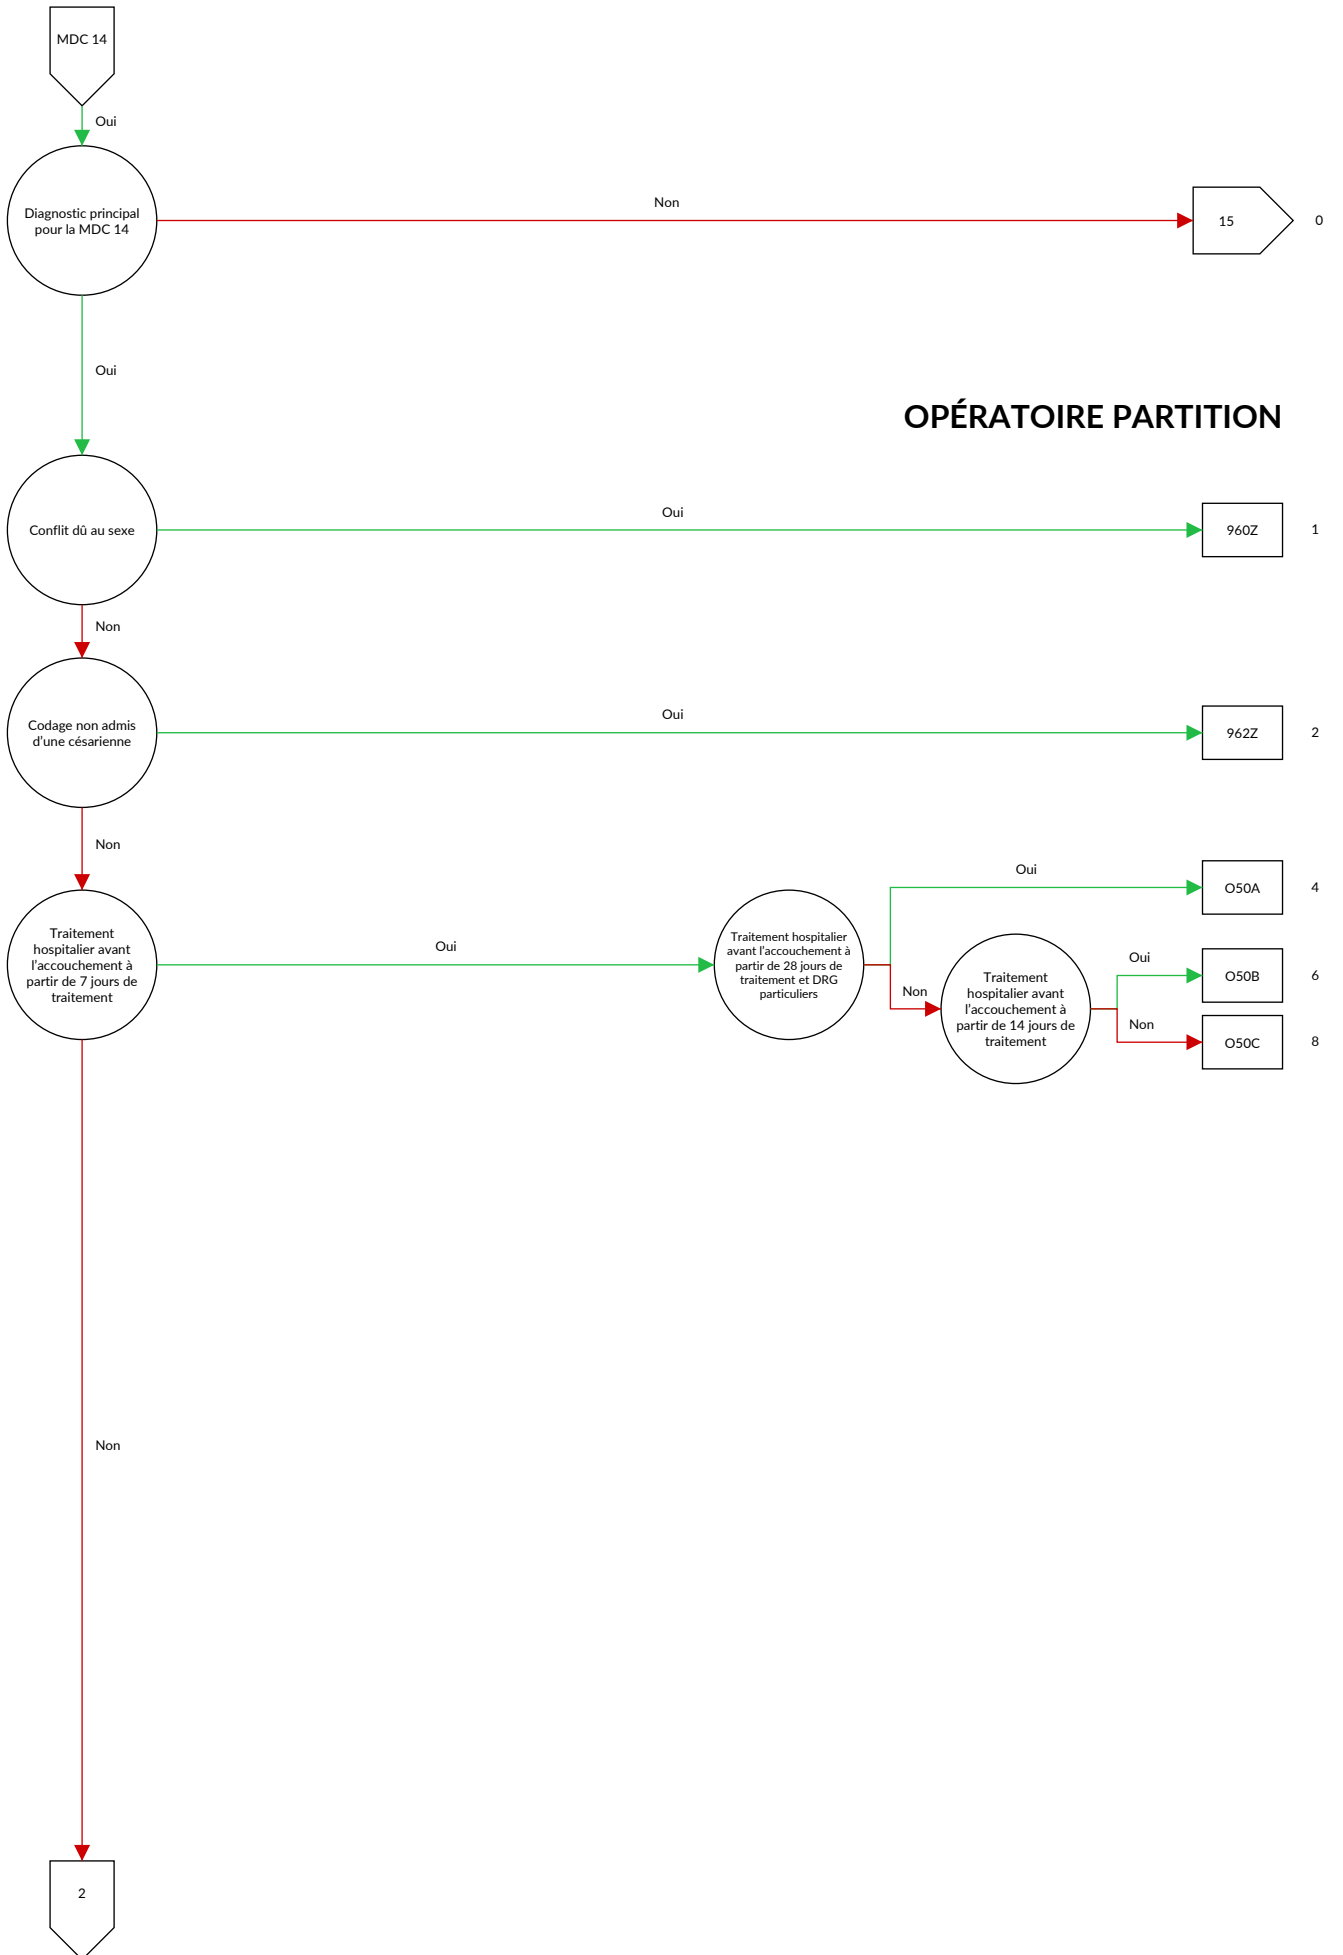 MDC 14
Oui
Diagnostic principal
pour la MDC 14
Non
15
0
Oui
OPÉRATOIRE PARTITION
Conflit dû au sexe
Oui
960Z
1
Non
Codage non admis
d'une césarienne
Oui
962Z
2
Non
Traitement
hospitalier avant
l'accouchement à
partir de 7 jours de
traitement
Oui
Traitement hospitalier
avant l'accouchement à
partir de 28 jours de
traitement et DRG
particuliers
Oui
O50A
4
Non
Traitement
hospitalier avant
l'accouchement à
partir de 14 jours de
traitement
Oui
O50B
6
Non
O50C
8
Non
2